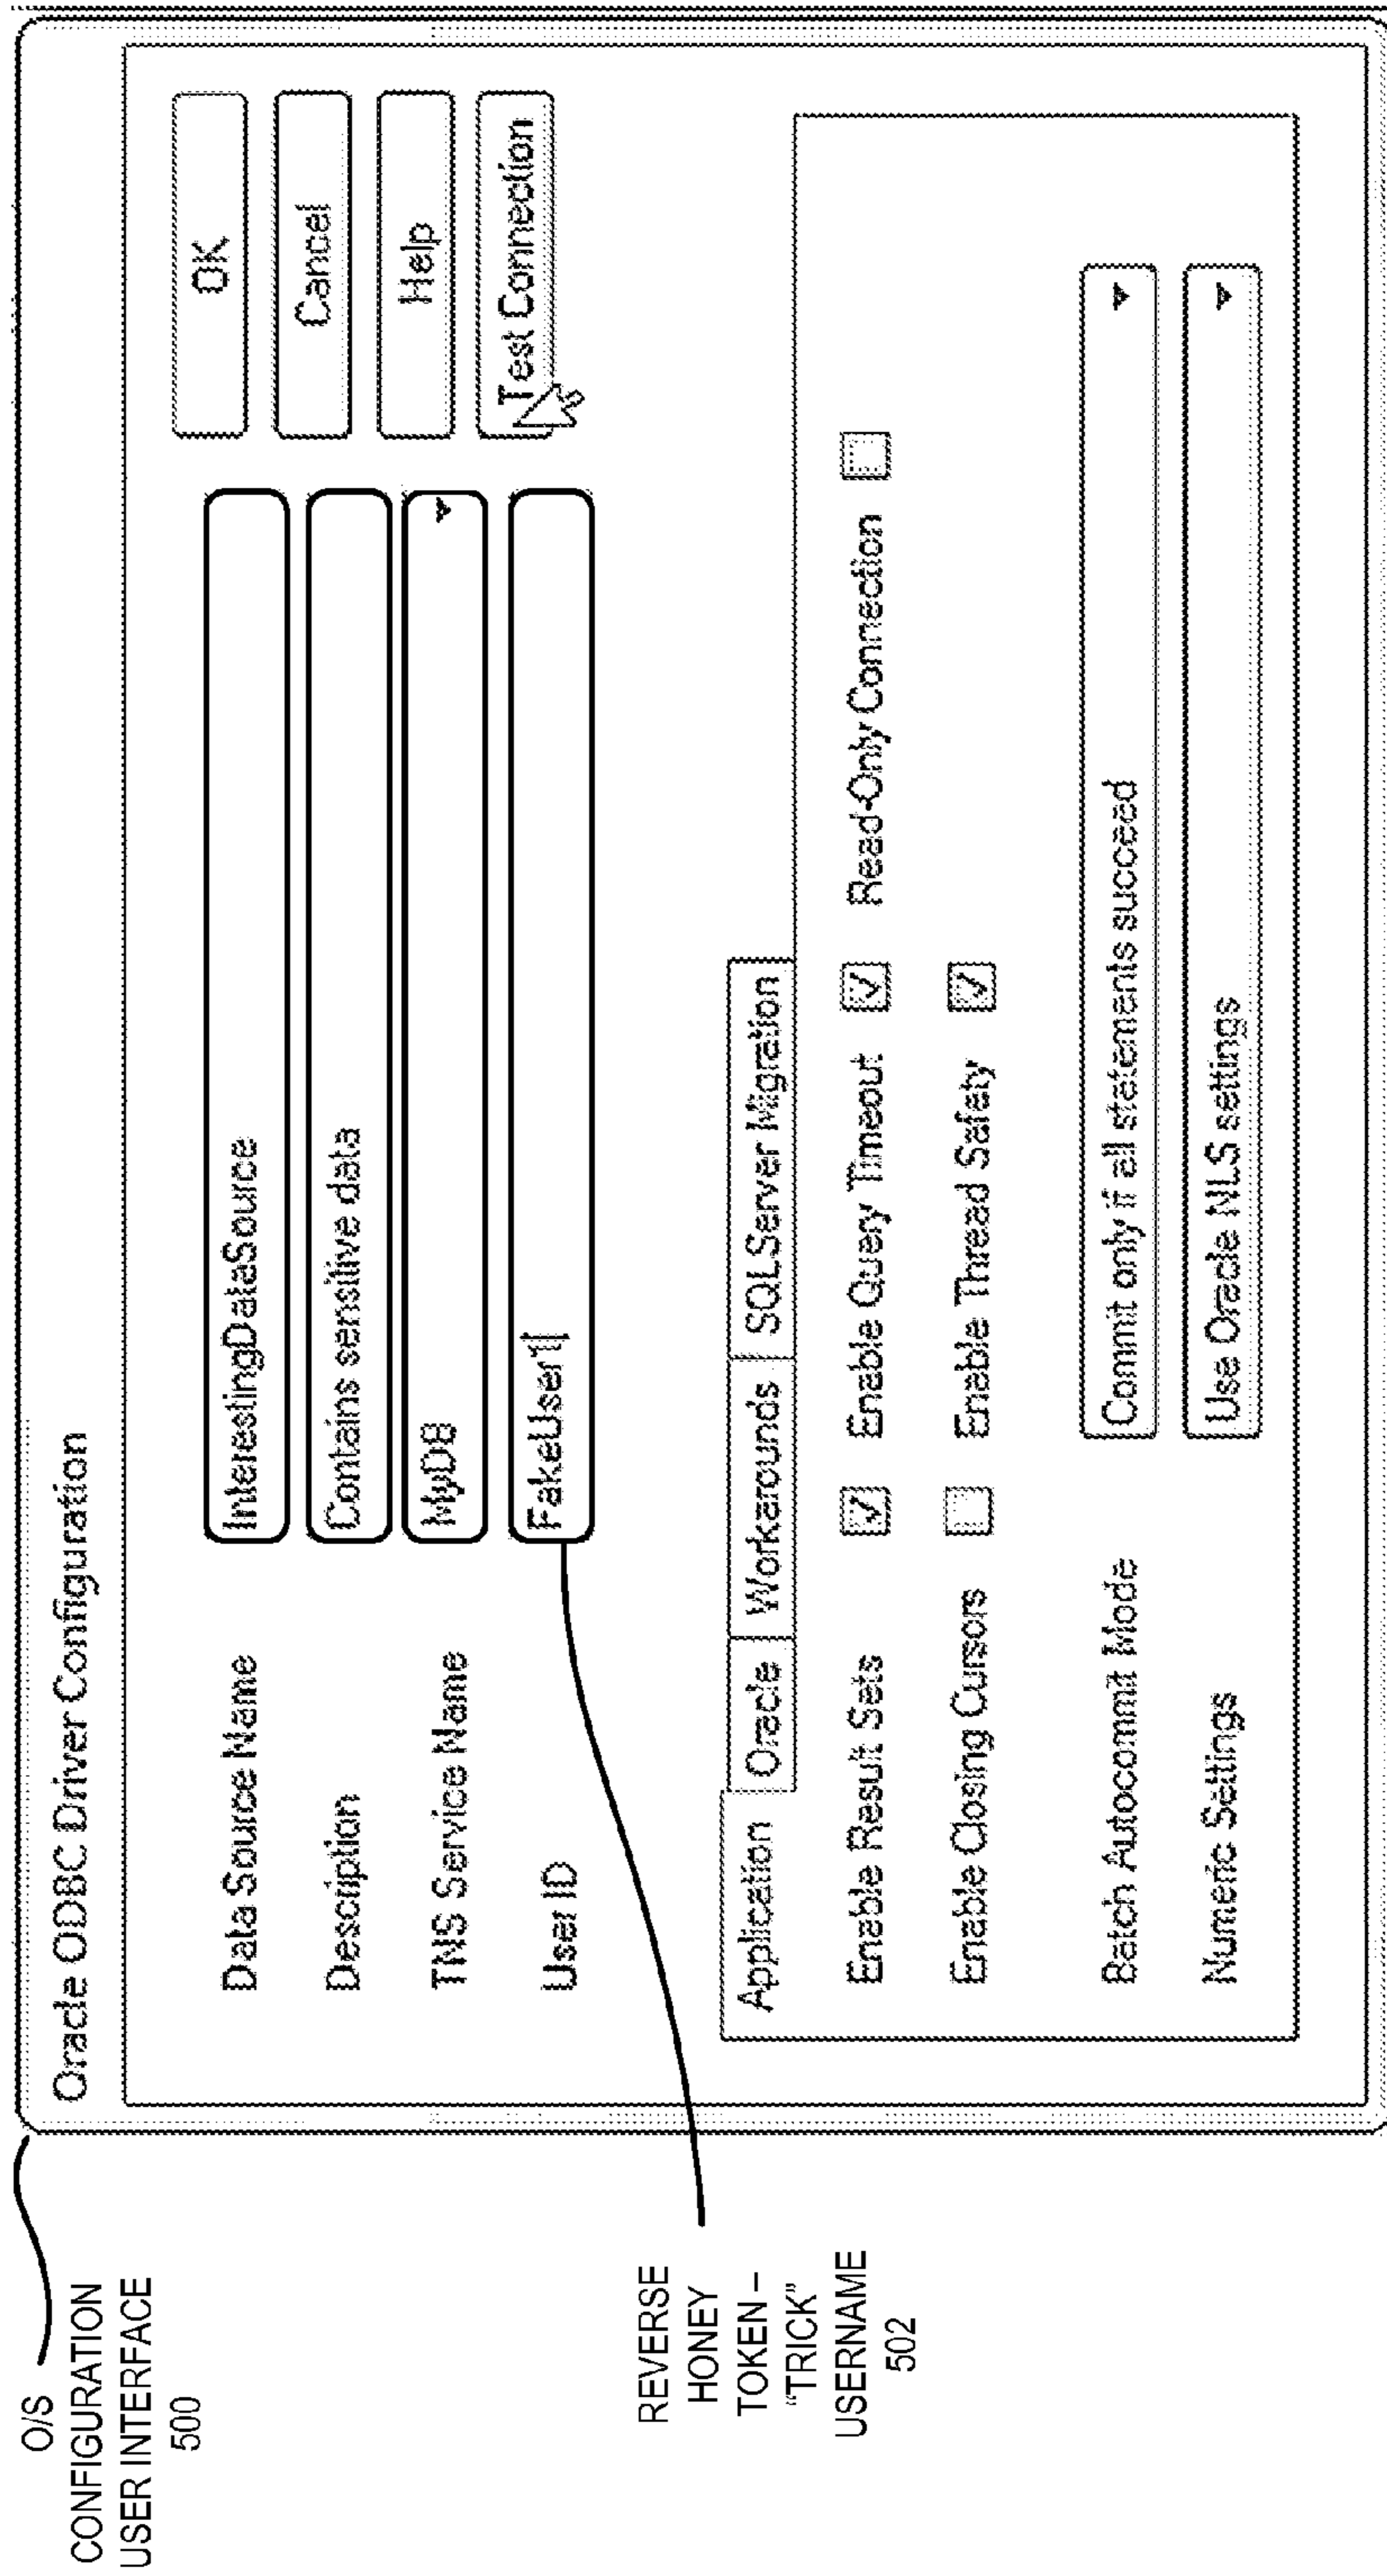 O/S
CONFIGURATION
USER INTERFACE
500
Oracle ODBC Driver Configuration
Data Source Name InterestingDataSource OK
Description Contains sensitive data Cancel
TNS Service Name MyDB Help
User ID FakeUser1 Test Connection
REVERSE
HONEY
TOKEN –
“TRICK”
USERNAME
502
Application Oracle Workarounds SQLServer Migration
Enable Result Sets Enable Query Timeout Read-Only Connection
Enable Closing Cursors Enable Thread Safety
Batch Autocommit Mode Commit only if all statements succeed
Numeric Settings Use Oracle NLS settings